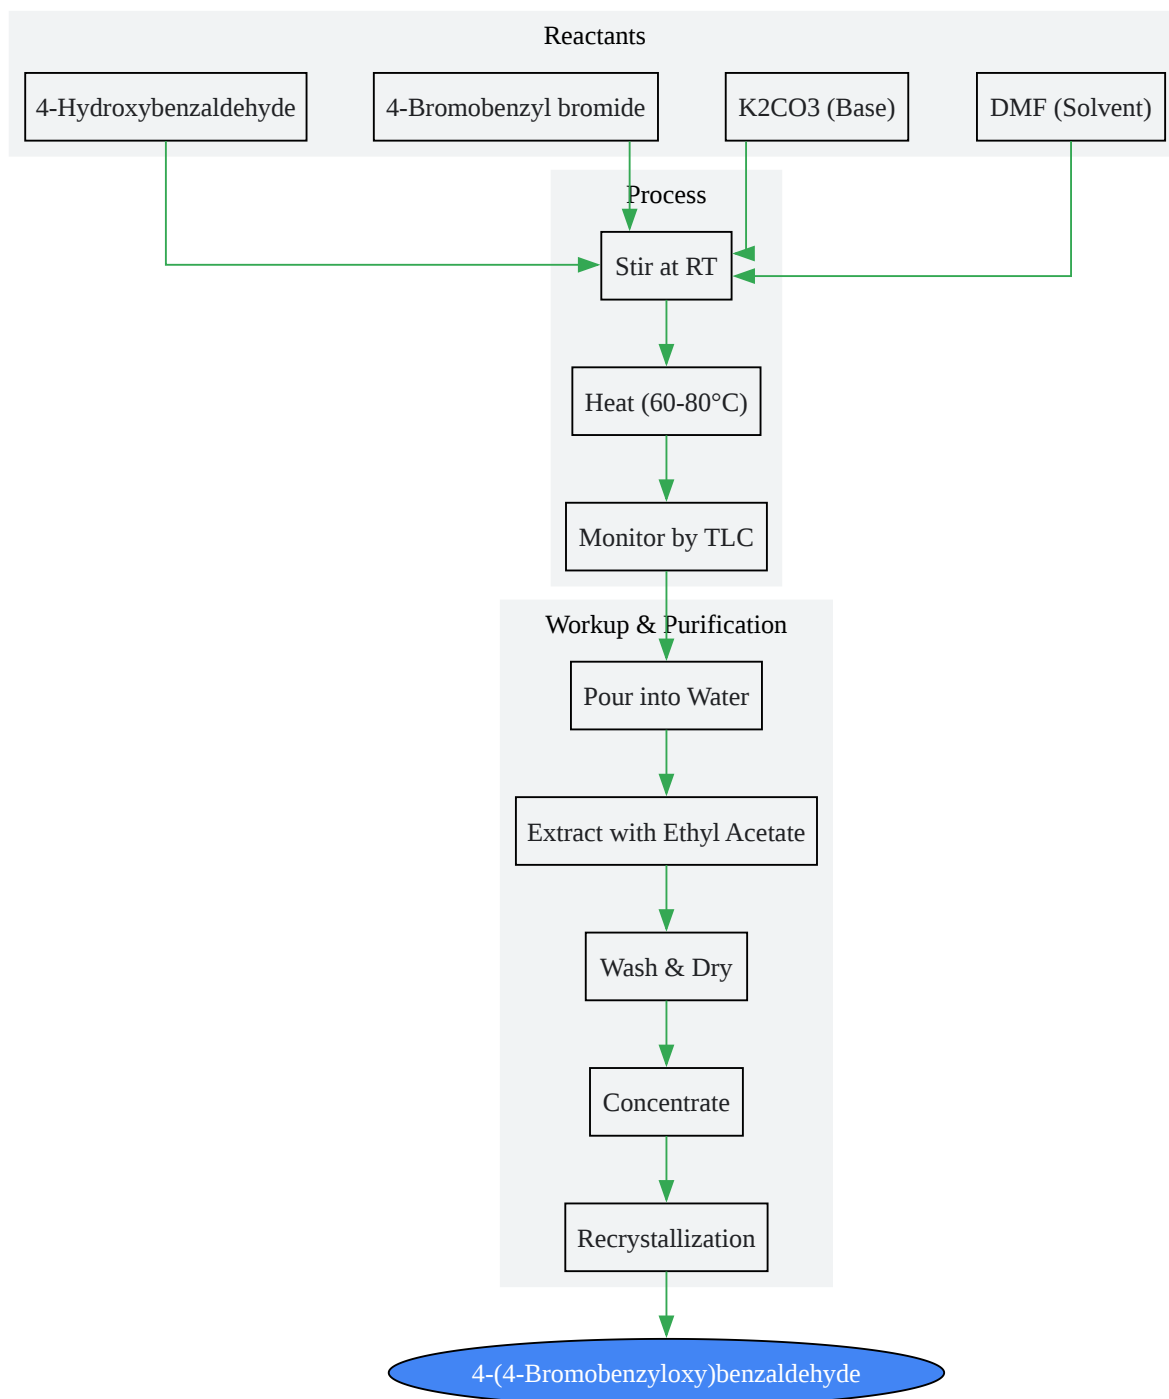 Reactants
4-Hydroxybenzaldehyde
4-Bromobenzyl bromide
K2CO3 (Base)
DMF (Solvent)
Process
Stir at RT
Heat (60-80°C)
Monitor by TLC
Workup & Purification
Pour into Water
Extract with Ethyl Acetate
Wash & Dry
Concentrate
Recrystallization
4-(4-Bromobenzyloxy)benzaldehyde